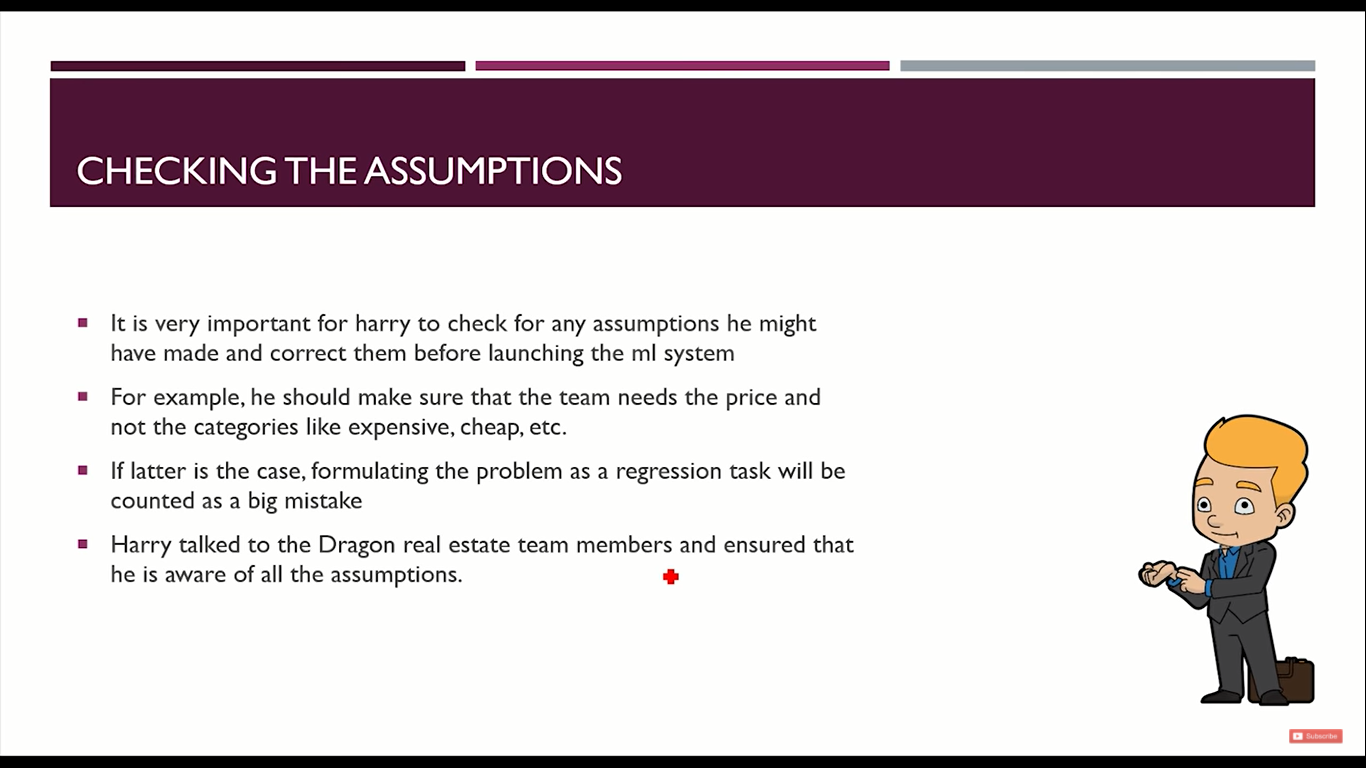 CHECKING THE ASSUMPTIONS
It is very important for harry to check for any assumptions he might
have made and correct them before launching the ml system
For example, he should make sure that the team needs the price and
not the categories like expensive, cheap, etc.
If latter is the case, formulating the problem as a regression task will be
counted as a big mistake
Harry talked to the Dragon real estate team members and ensured that
he is aware of all the assumptions.
Subscribe